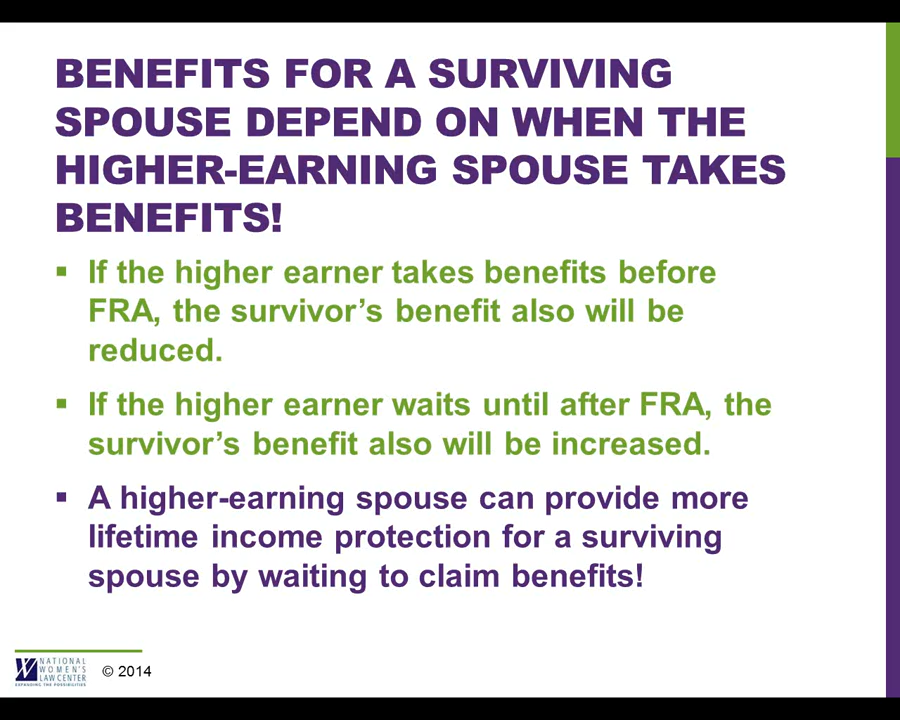 BENEFITS FOR A SURVIVING
SPOUSE DEPEND ON WHEN THE
HIGHER-EARNING SPOUSE TAKES
BENEFITS!
▪ If the higher earner takes benefits before
FRA, the survivor’s benefit also will be
reduced.
▪ If the higher earner waits until after FRA, the
survivor’s benefit also will be increased.
▪ A higher-earning spouse can provide more
lifetime income protection for a surviving
spouse by waiting to claim benefits!
NATIONAL
WOMEN'S
LAW CENTER
EXPANDING THE POSSIBILITIES
© 2014